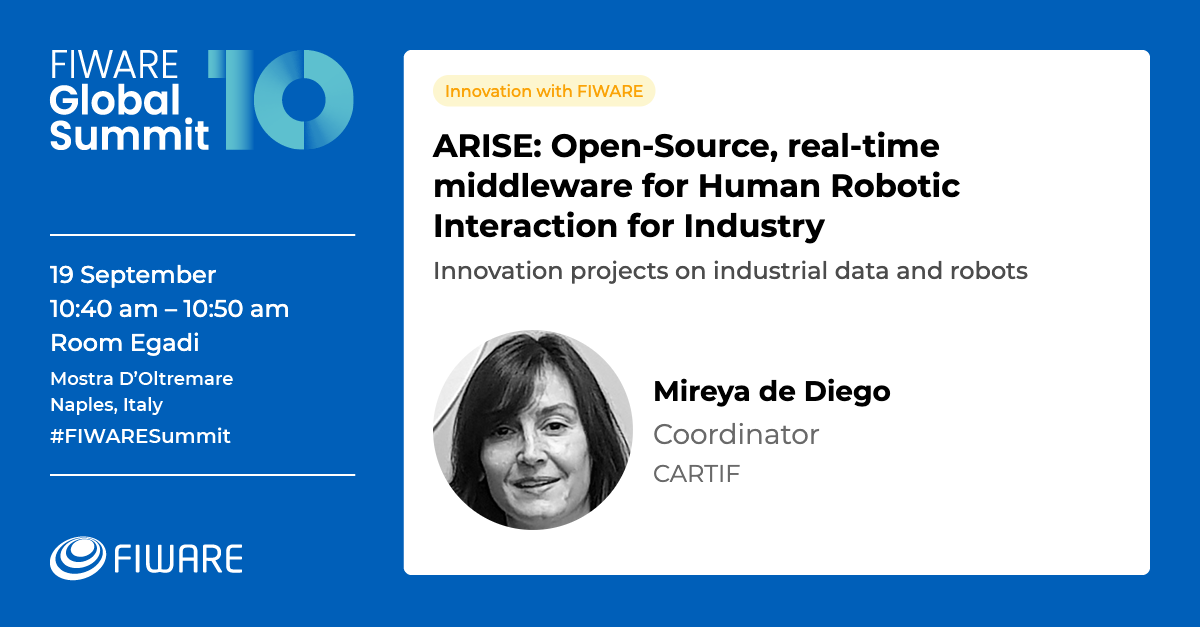 FIWARE
Global
Summit
10
19 September
10:40 am – 10:50 am
Room Egadi
Mostra D’Oltremare
Naples, Italy
#FIWARESummit
FIWARE
Innovation with FIWARE
ARISE: Open-Source, real-time
middleware for Human Robotic
Interaction for Industry
Innovation projects on industrial data and robots
Mireya de Diego
Coordinator
CARTIF